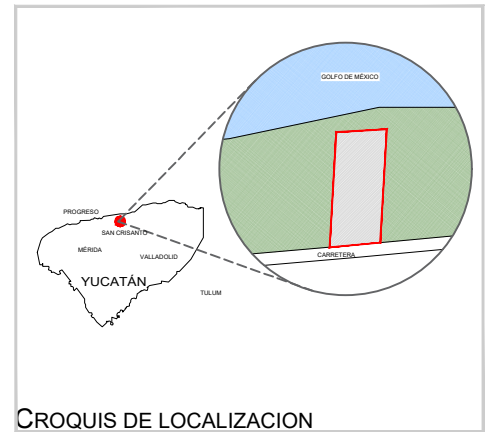 GOLFO DE MÉXICO
CARRETERA
PROGRESO
SAN CRISANTO
MÉRIDA
VALLADOLID
YUCATÁN
TULUM
CROQUIS DE LOCALIZACION